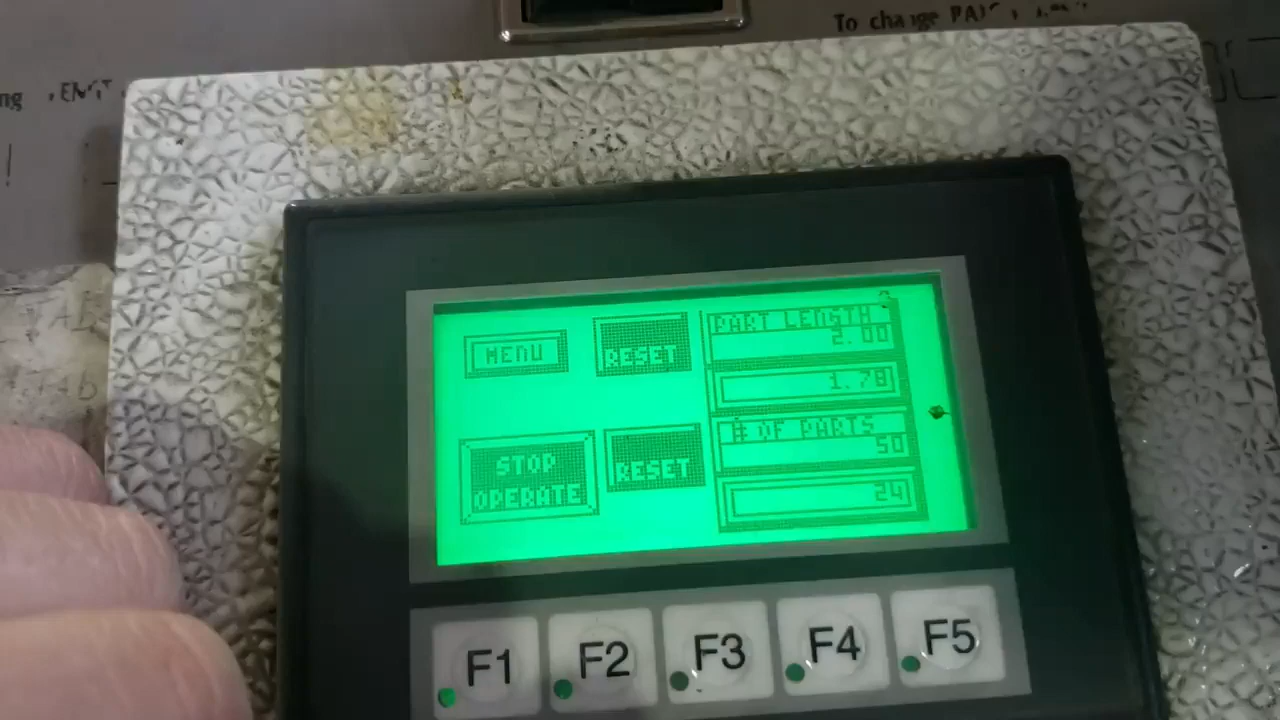 To change
ng
MENU
RESET
PART LENGTH
2.00
1.78
STOP
OPERATE
RESET
# OF PARTS
50
24
F1
F2
F3
F4
F5